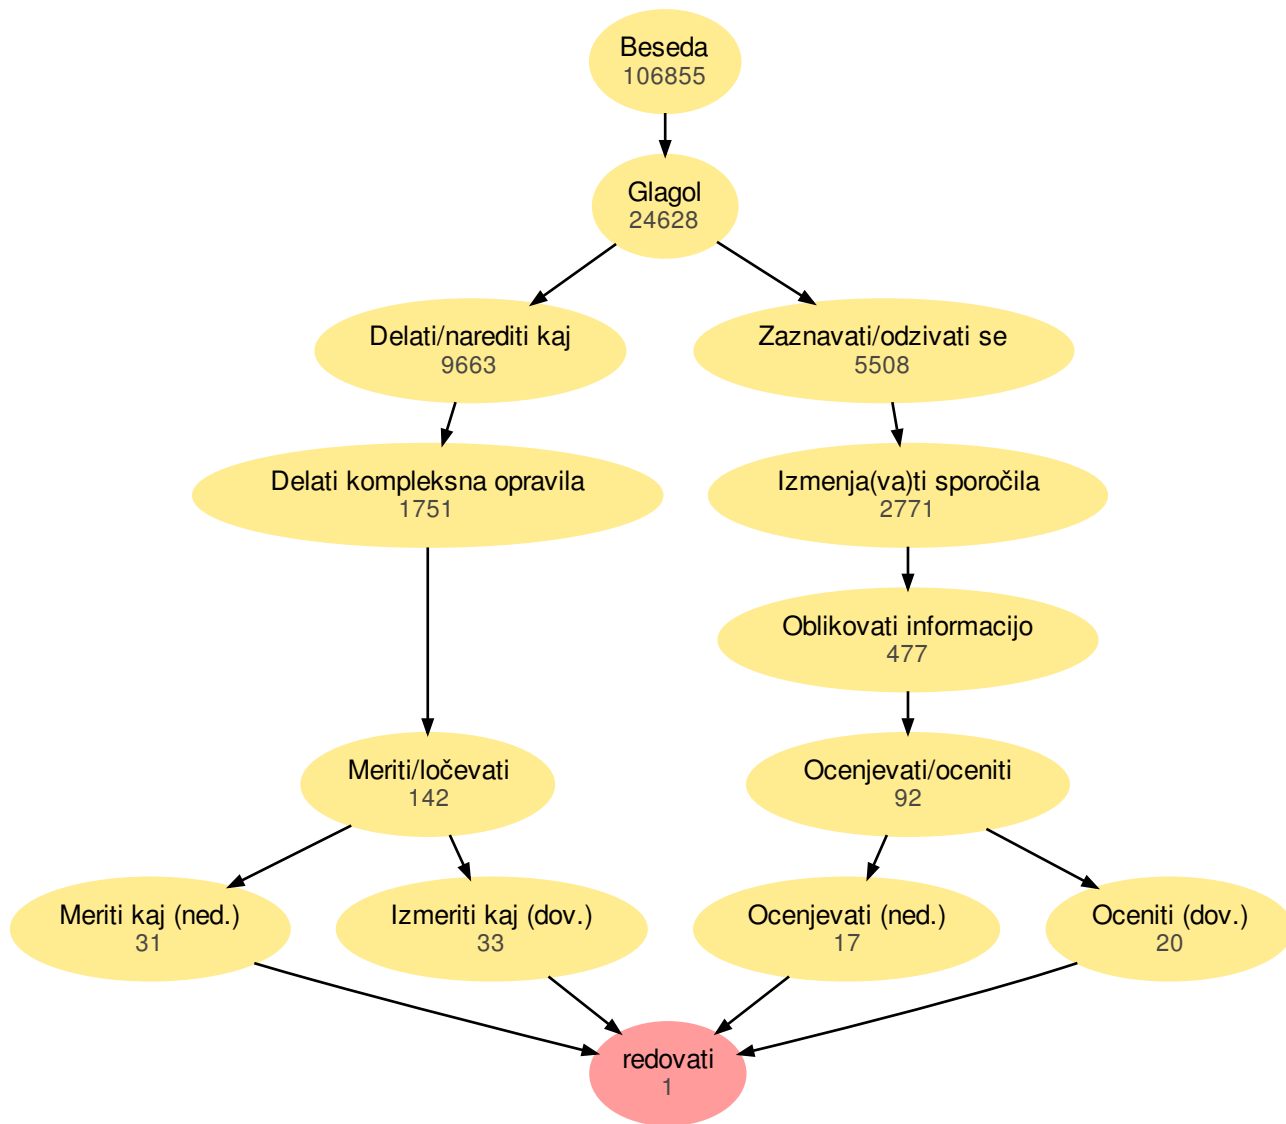 Beseda
106855
Glagol
24628
Delati/narediti kaj
9663
Zaznavati/odzivati se
5508
Delati kompleksna opravila
1751
Izmenja(va)ti sporočila
2771
Oblikovati informacijo
477
Meriti/ločevati
142
Ocenjevati/oceniti
92
Meriti kaj (ned.)
31
Izmeriti kaj (dov.)
33
Ocenjevati (ned.)
17
Oceniti (dov.)
20
redovati
1